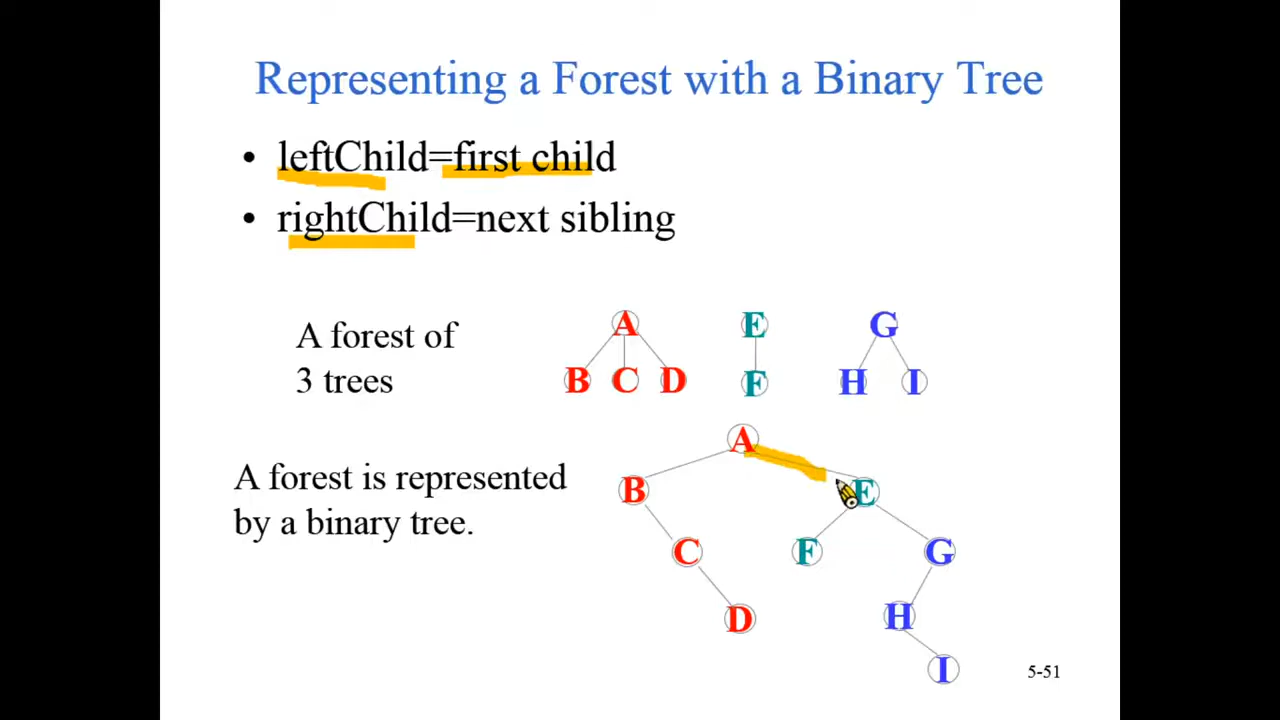 Representing a Forest with a Binary Tree
• leftChild=first child
• rightChild=next sibling
A forest of
3 trees
A E G
B C D F H I
A forest is represented
by a binary tree.
A
B E
C F G
D H
I
5-51